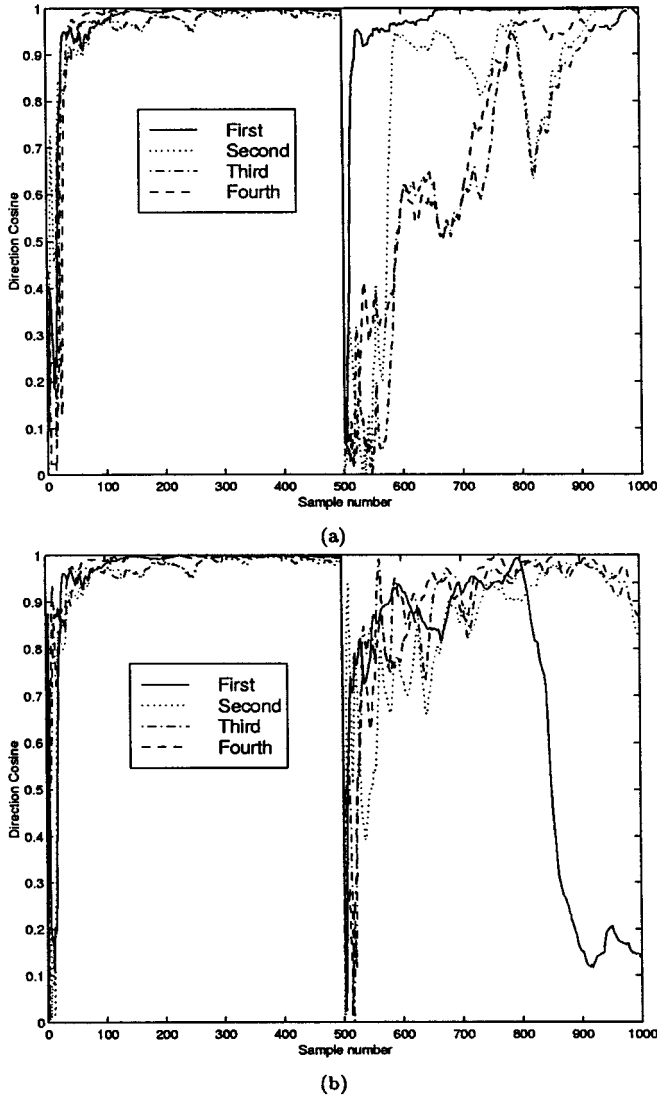 1
0.9
0.8
0.7
0.6
0.5
0.4
0.3
0.2
0.1
0
Direction Cosine
First
Second
Third
Fourth
0 100 200 300 400 500 600 700 800 900 1000
Sample number
(a)
1
0.9
0.8
0.7
0.6
0.5
0.4
0.3
0.2
0.1
0
Direction Cosine
First
Second
Third
Fourth
0 100 200 300 400 500 600 700 800 900 1000
Sample number
(b)